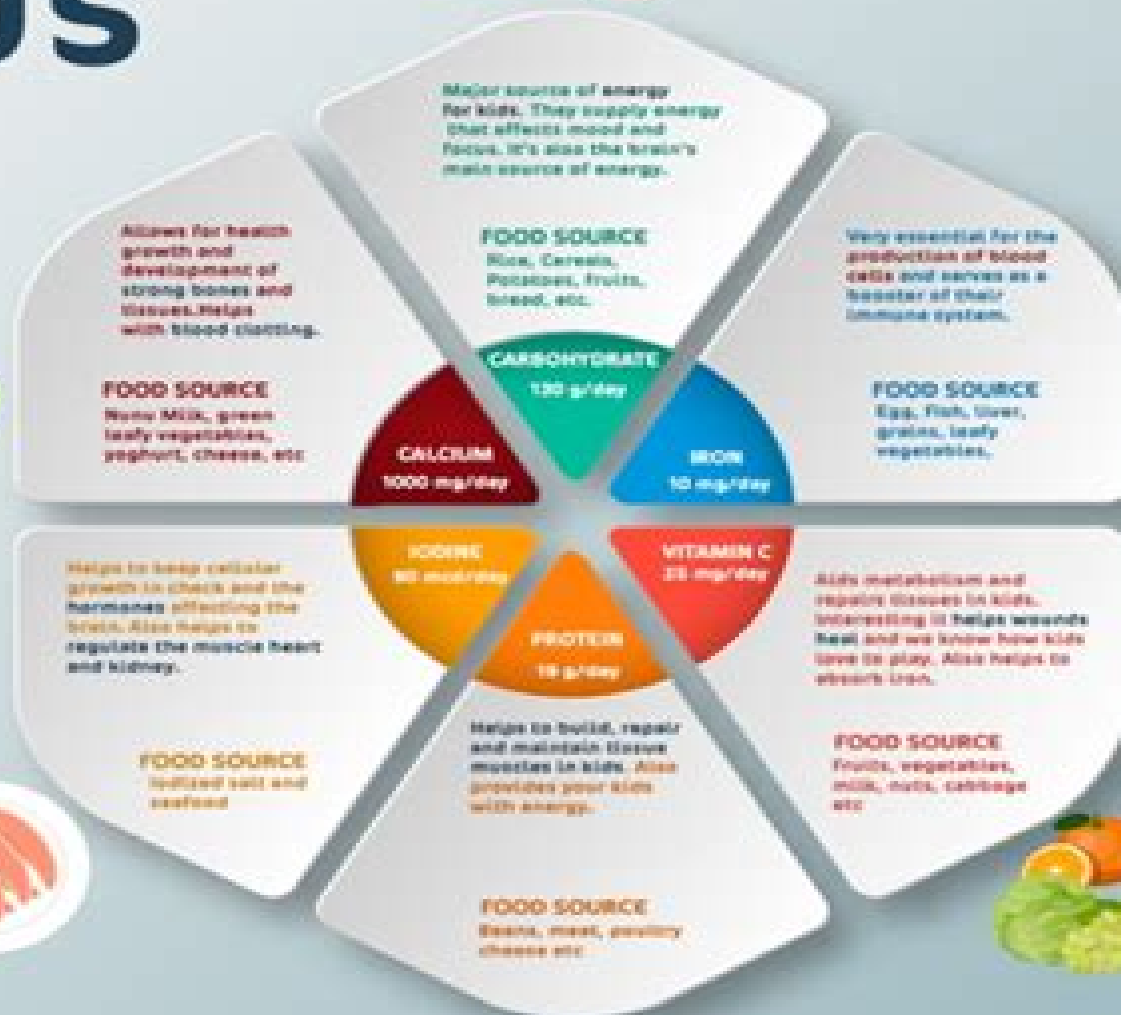 Major source of energy
for kids. They supply energy
that affects mood and
focus. It's also the brain's
main source of energy.
FOOD SOURCE
Rice, Cereals,
Potatoes, fruits,
bread, etc.
CARBOHYDRATE
130 g/day
Very essential for the
production of blood
cells and serves as a
booster of their
immune system.
FOOD SOURCE
Egg, fish, liver,
grains, leafy
vegetables.
IRON
10 mg/day
Aids metabolism and
repairs tissues in kids.
Interesting it helps wounds
heal and we know how kids
love to play. Also helps to
absorb iron.
FOOD SOURCE
Fruits, vegetables,
milk, nuts, cabbage
etc
VITAMIN C
25 mg/day
PROTEIN
19 g/day
Helps to build, repair
and maintain tissue
muscles in kids. Also
provides your kids
with energy.
FOOD SOURCE
Beans, meat, poultry
cheese etc
IODINE
90 /day
Helps to keep cellular
growth in check and the
hormones affecting the
brain. Also helps to
regulate the muscle heart
and kidney.
FOOD SOURCE
Iodized salt and
seafood
CALCIUM
1000 mg/day
Allows for health
growth and
development of
strong bones and
tissues.Helps
with blood clotting.
FOOD SOURCE
Nunu Milk, green
leafy vegetables,
yoghurt, cheese, etc